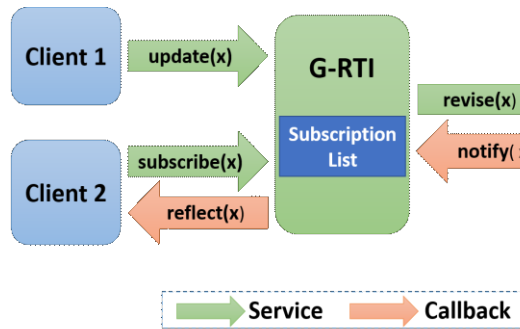 Client 1
update(x)
G-RTI
revise(x)
Subscription
List
subscribe(x)
notify(
Client 2
reflect(x)
Service
Callback